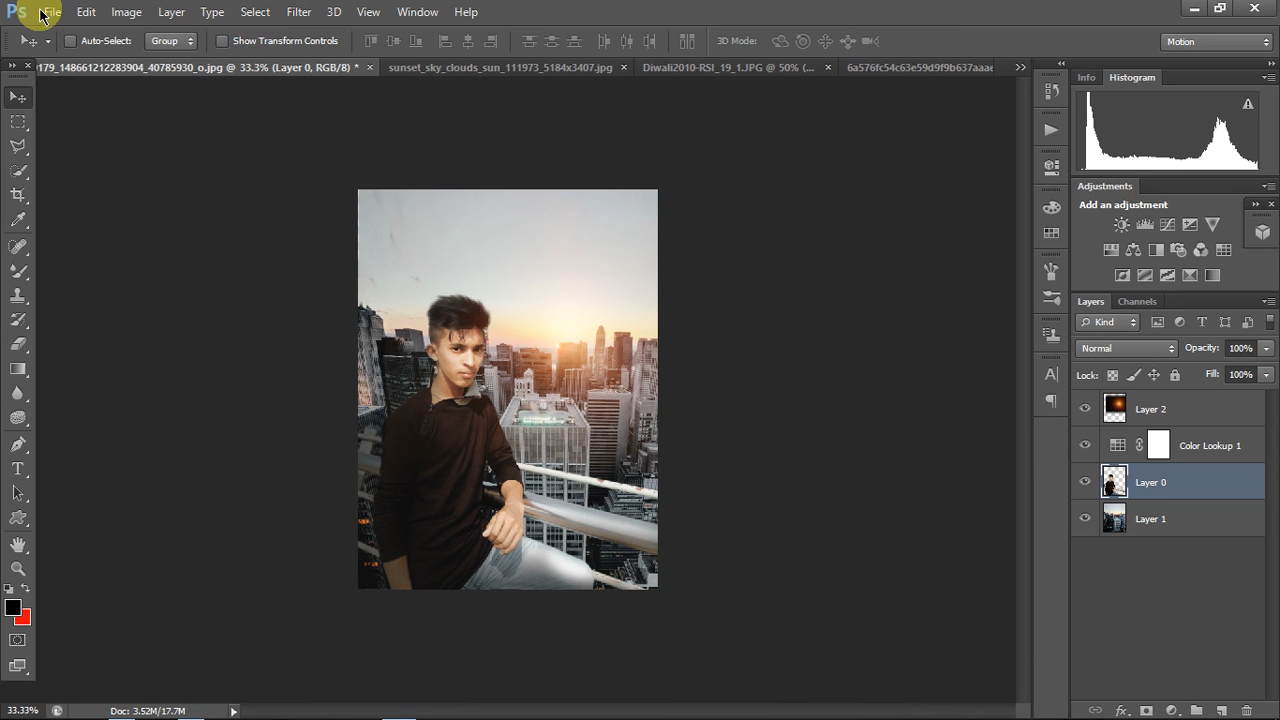 Ps File Edit Image Layer Type Select Filter 3D View Window Help
Auto-Select: Group Show Transform Controls 3D Mode: Motion
179_148661212283904_40785930_o.jpg @ 33.3% (Layer 0, RGB/8) * × sunset_sky_clouds_sun_111973_5184x3407.jpg × Diwali2010-RSI_19_1.JPG @ 50% (... × 6a576fc54c63e59d9f9b637aaae
Info Histogram
Adjustments
Add an adjustment
Layers Channels
Kind
Normal Opacity: 100%
Lock: Fill: 100%
Layer 2
Color Lookup 1
Layer 0
Layer 1
33.33% Doc: 3.52M/17.7M